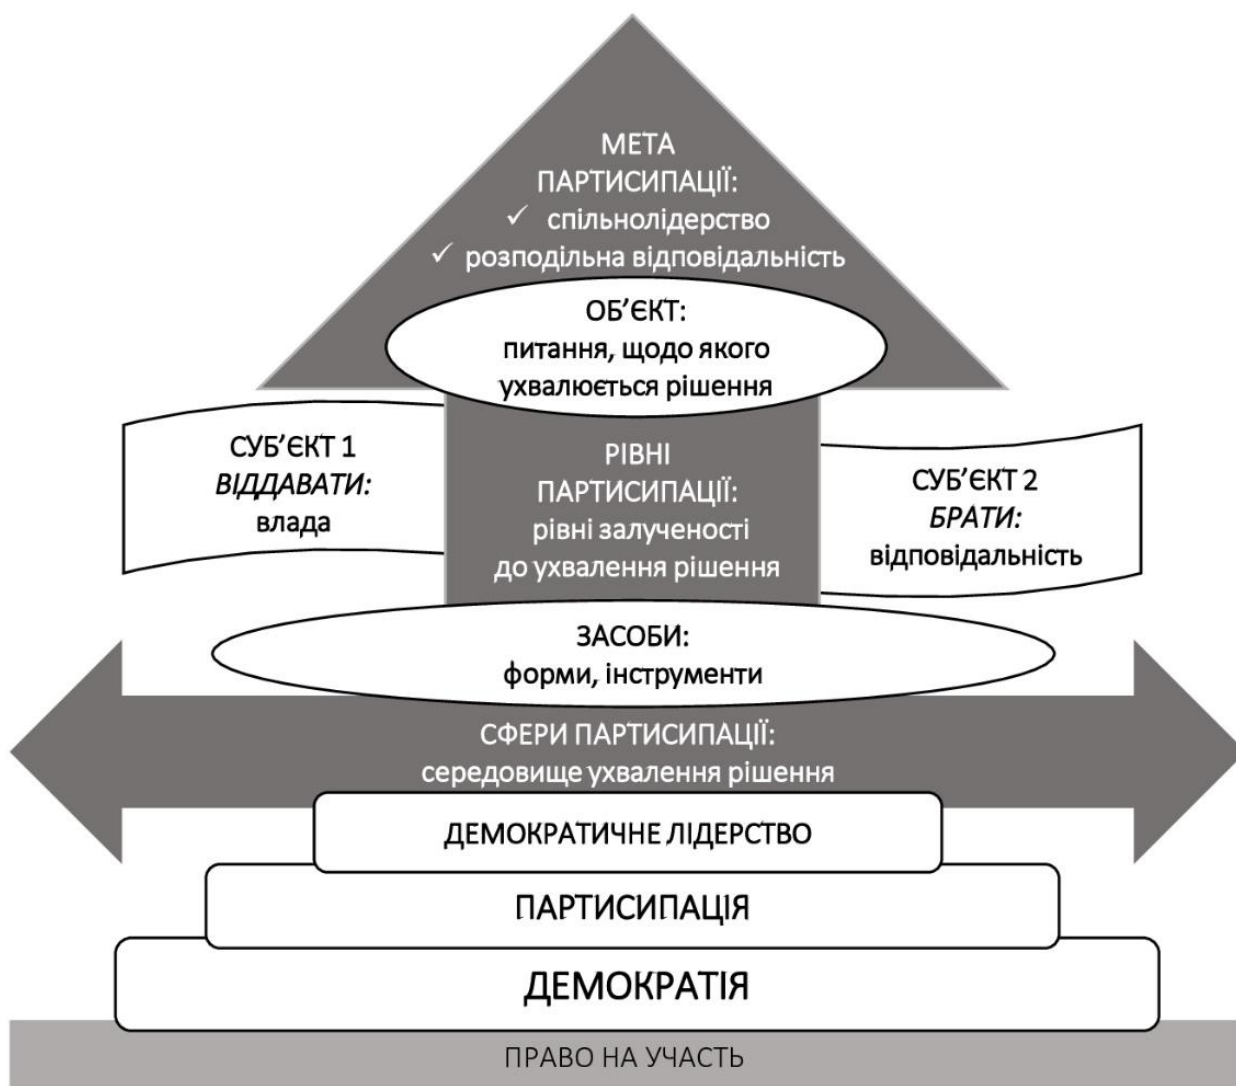 МЕТА
ПАРТИСИПАЦІЇ:
✓ спільнолідерство
✓ розподільна відповідальність
ОБ’ЄКТ:
питання, щодо якого
ухвалюється рішення
СУБ’ЄКТ 1
ВІДДАВАТИ:
влада
РІВНІ
ПАРТИСИПАЦІЇ:
рівні залученості
до ухвалення рішення
СУБ’ЄКТ 2
БРАТИ:
відповідальність
ЗАСОБИ:
форми, інструменти
СФЕРИ ПАРТИСИПАЦІЇ:
середовище ухвалення рішення
ДЕМОКРАТИЧНЕ ЛІДЕРСТВО
ПАРТИСИПАЦІЯ
ДЕМОКРАТІЯ
ПРАВО НА УЧАСТЬ